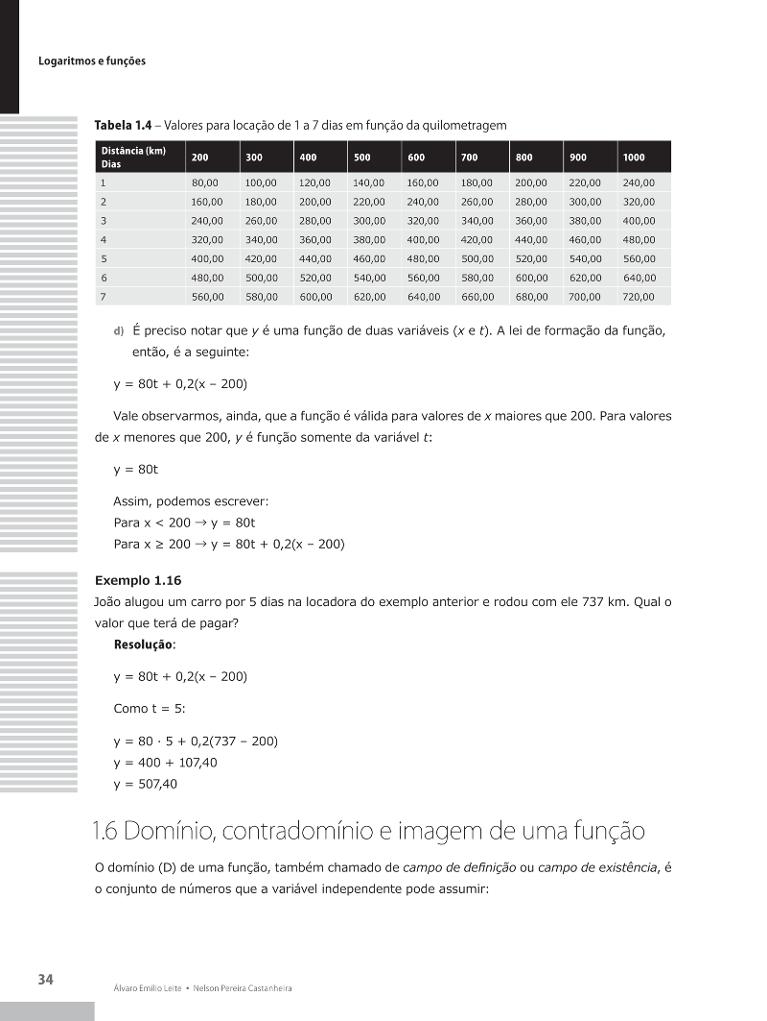 Logaritmos e funções
Tabela 1.4 – Valores para locação de 1 a 7 dias em função da quilometragem
Distância (km)
Dias 200 300 400 500 600 700 800 900 1000
1 80,00 100,00 120,00 140,00 160,00 180,00 200,00 220,00 240,00
2 160,00 180,00 200,00 220,00 240,00 260,00 280,00 300,00 320,00
3 240,00 260,00 280,00 300,00 320,00 340,00 360,00 380,00 400,00
4 320,00 340,00 360,00 380,00 400,00 420,00 440,00 460,00 480,00
5 400,00 420,00 440,00 460,00 480,00 500,00 520,00 540,00 560,00
6 480,00 500,00 520,00 540,00 560,00 580,00 600,00 620,00 640,00
7 560,00 580,00 600,00 620,00 640,00 660,00 680,00 700,00 720,00
d) É preciso notar que y é uma função de duas variáveis (x e t). A lei de formação da função,
então, é a seguinte:
y = 80t + 0,2(x – 200)
Vale observarmos, ainda, que a função é válida para valores de x maiores que 200. Para valores
de x menores que 200, y é função somente da variável t:
y = 80t
Assim, podemos escrever:
Para x < 200 → y = 80t
Para x ≥ 200 → y = 80t + 0,2(x – 200)
Exemplo 1.16
João alugou um carro por 5 dias na locadora do exemplo anterior e rodou com ele 737 km. Qual o
valor que terá de pagar?
Resolução:
y = 80t + 0,2(x – 200)
Como t = 5:
y = 80 · 5 + 0,2(737 – 200)
y = 400 + 107,40
y = 507,40
1.6 Domínio, contradomínio e imagem de uma função
O domínio (D) de uma função, também chamado de campo de definição ou campo de existência, é
o conjunto de números que a variável independente pode assumir:
34
Álvaro Emílio Leite • Nelson Pereira Castanheira